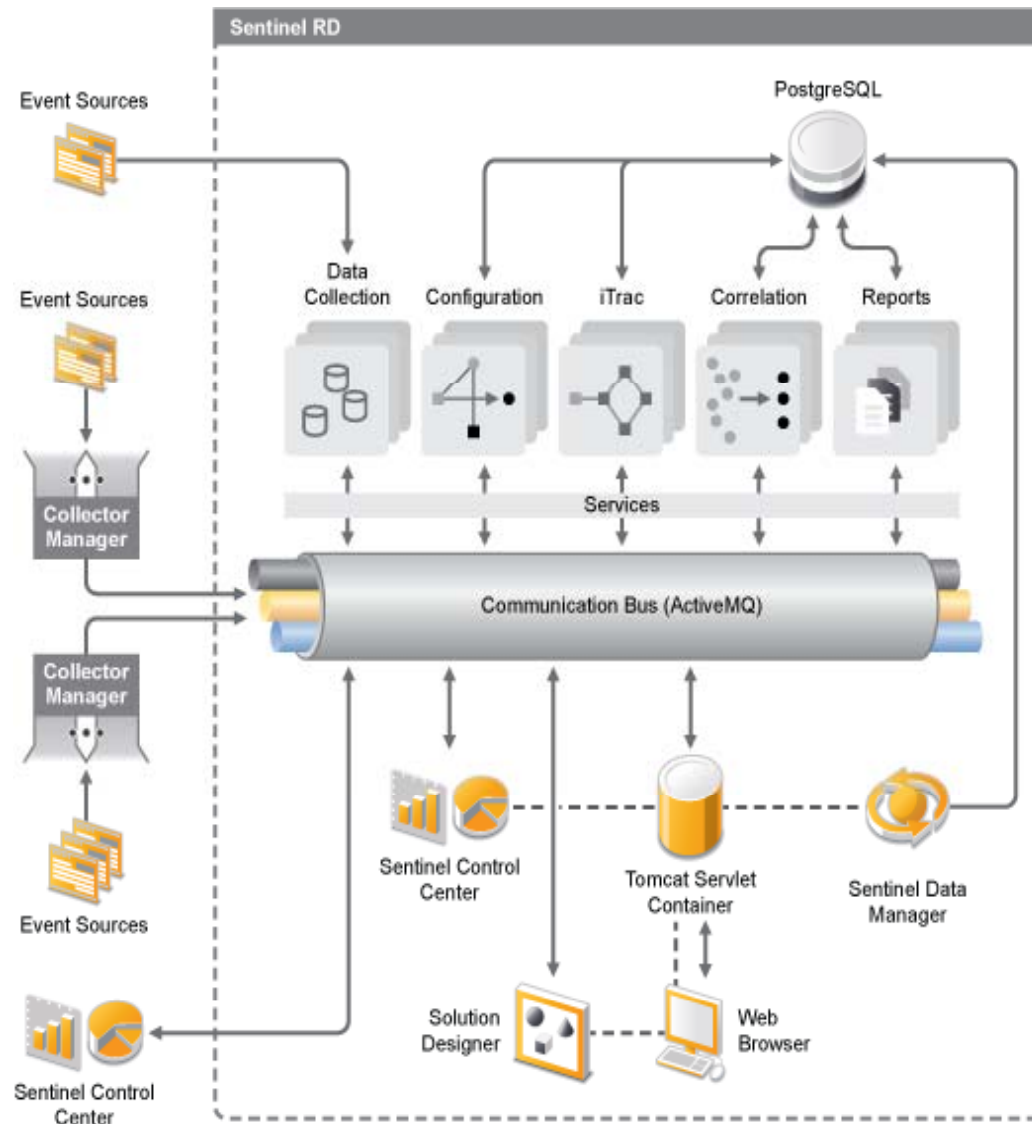 Sentinel RD
Event Sources
PostgreSQL
Event Sources
Data
Collection
Configuration
iTrac
Correlation
Reports
Collector
Manager
Services
Communication Bus (ActiveMQ)
Collector
Manager
Event Sources
Sentinel Control
Center
Tomcat Servlet
Container
Sentinel Data
Manager
Solution
Designer
Web
Browser
Sentinel Control
Center